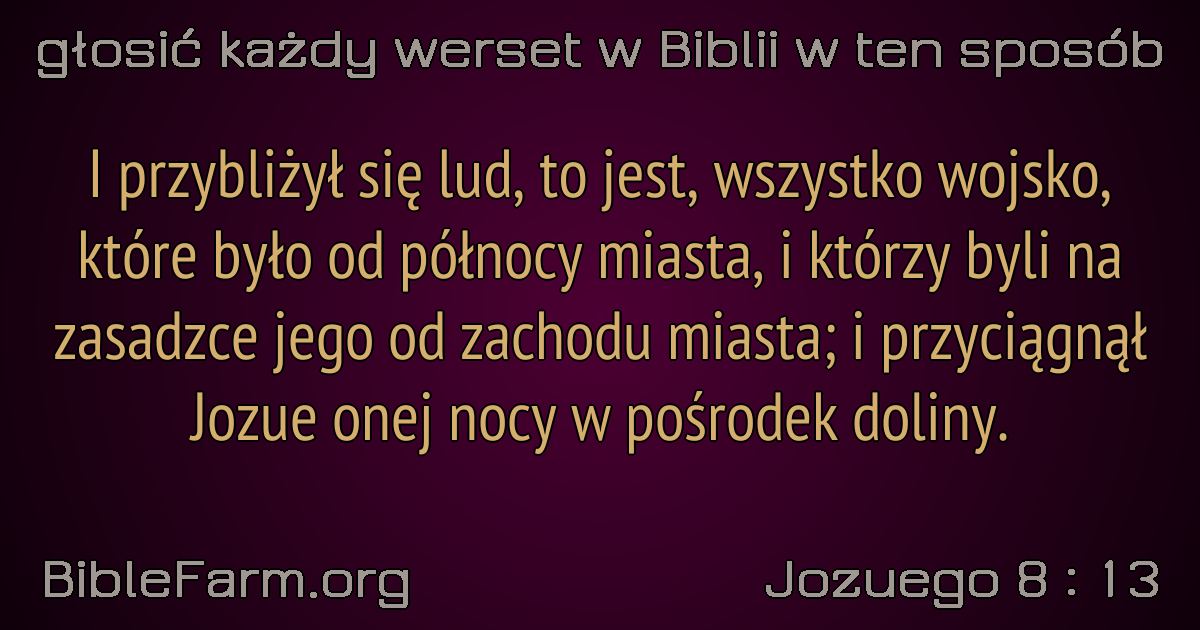 głosić każdy werset w Biblii w ten sposób
I przybliżył się lud, to jest, wszystko wojsko,
które było od północy miasta, i którzy byli na
zasadzce jego od zachodu miasta; i przyciągnął
Jozue onej nocy w pośrodek doliny.
BibleFarm.org
Jozuego 8 : 13